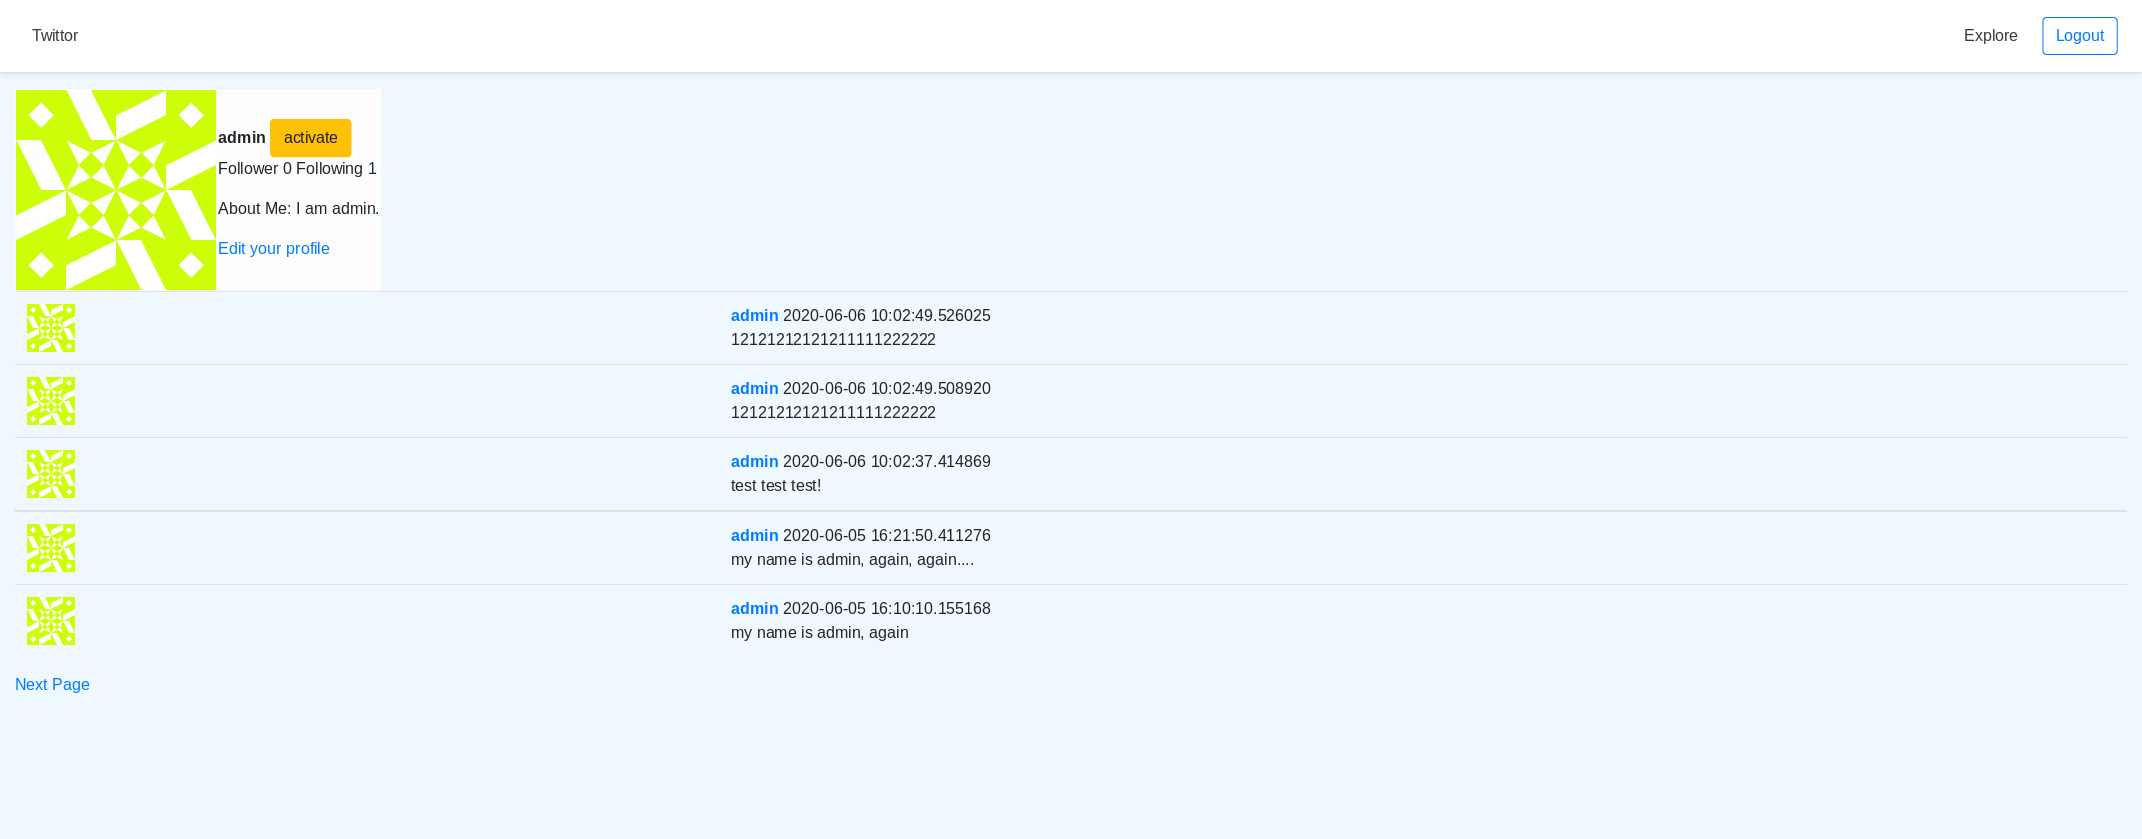 Twittor
Explore
Logout
admin activate
Follower 0 Following 1
About Me: I am admin.
Edit your profile
admin 2020-06-06 10:02:49.526025
12121212121211111222222
admin 2020-06-06 10:02:49.508920
12121212121211111222222
admin 2020-06-06 10:02:37.414869
test test test!
admin 2020-06-05 16:21:50.411276
my name is admin, again, again....
admin 2020-06-05 16:10:10.155168
my name is admin, again
Next Page